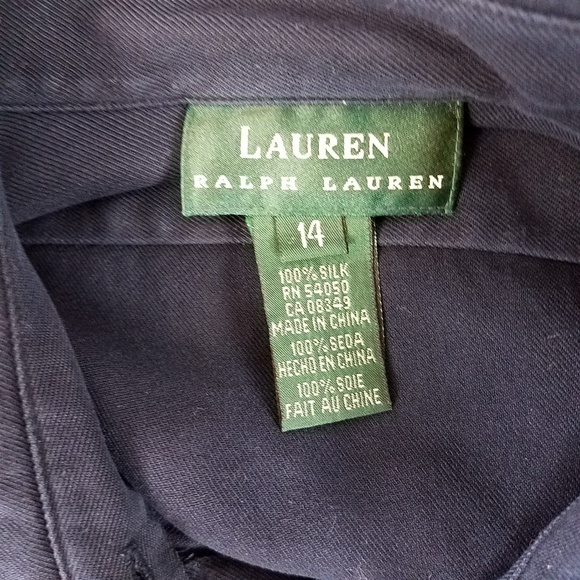 LAUREN
RALPH LAUREN
14
100% SILK
RN 54050
CA 08349
MADE IN CHINA
100% SEDA
HECHO EN CHINA
100% SOIE
FAIT AU CHINE